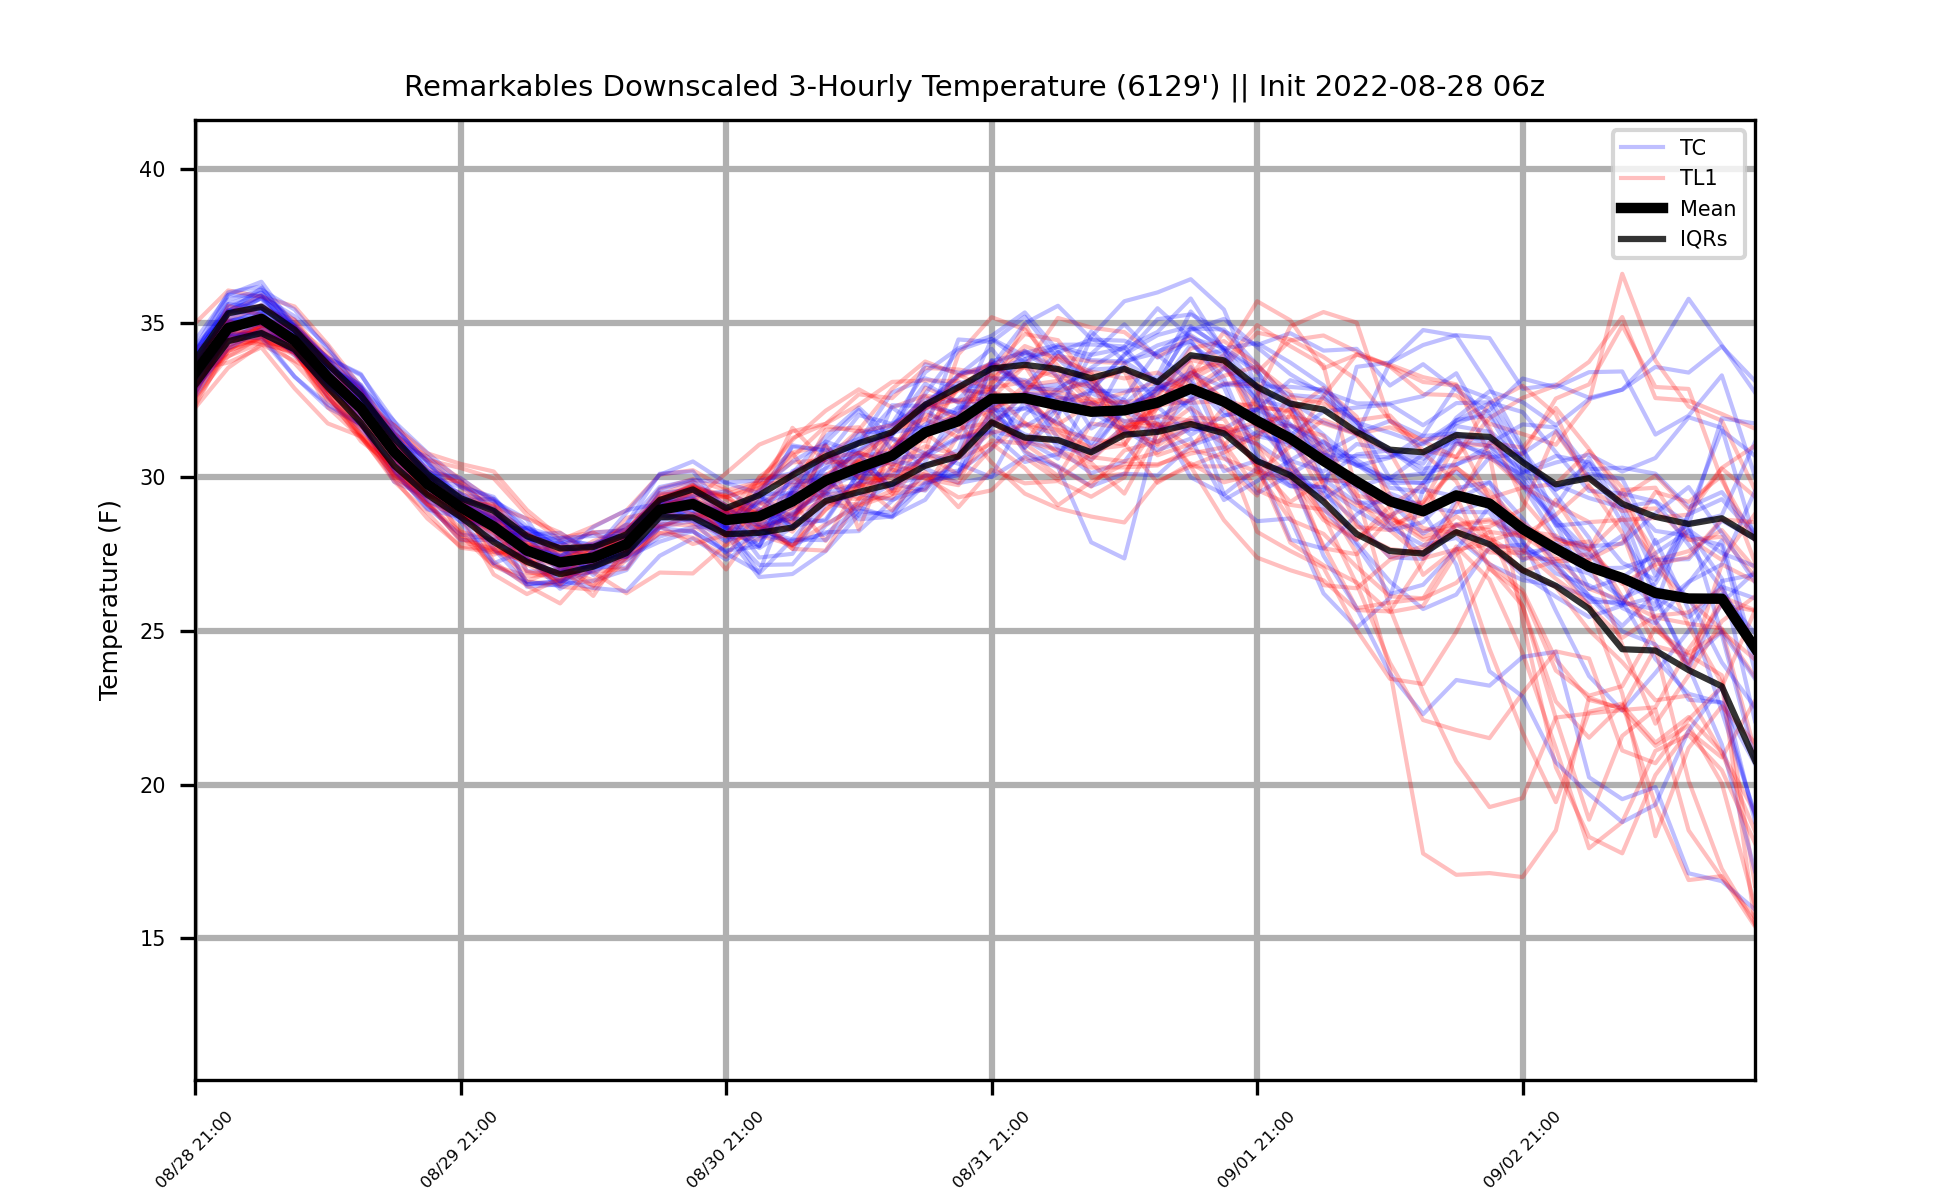 Remarkables Downscaled 3-Hourly Temperature (6129') || Init 2022-08-28 06z
TC
TL1
Mean
IQRs
Temperature (F)
40
35
30
25
20
15
08/28 21:00
08/29 21:00
08/30 21:00
08/31 21:00
09/01 21:00
09/02 21:00